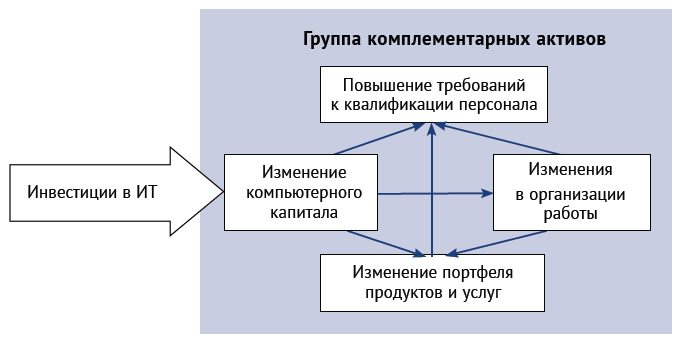 Группа комплементарных активов
Повышение требований
к квалификации персонала
Инвестиции в ИТ
Изменение
компьютерного
капитала
Изменения
в организации
работы
Изменение портфеля
продуктов и услуг